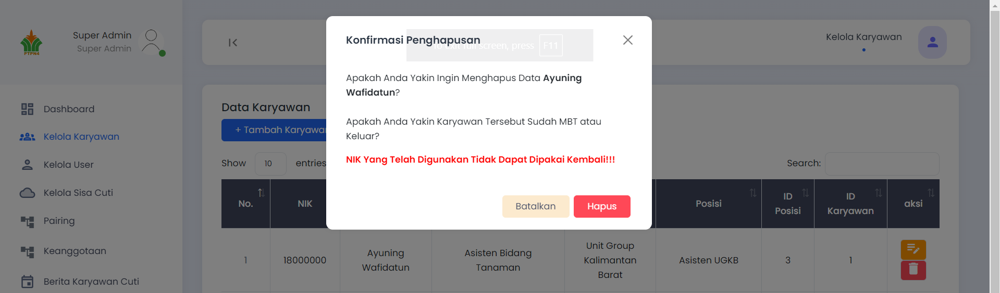 PTPN4
Super Admin
Super Admin
Dashboard
Kelola Karyawan
Kelola User
Kelola Sisa Cuti
Pairing
Keanggotaan
Berita Karyawan Cuti
Kelola Karyawan
Konfirmasi Penghapusan
To exit full screen, press F11
Apakah Anda Yakin Ingin Menghapus Data Ayuning
Wafidatun?
Apakah Anda Yakin Karyawan Tersebut Sudah MBT atau
Keluar?
NIK Yang Telah Digunakan Tidak Dapat Dipakai Kembali!!!
Batalkan Hapus
Data Karyawan
+ Tambah Karyawan
Show 10 entries
Search:
No. NIK Posisi ID Posisi ID Karyawan aksi
1 18000000 Ayuning Wafidatun Asisten Bidang Tanaman Unit Group Kalimantan Barat Asisten UGKB 3 1